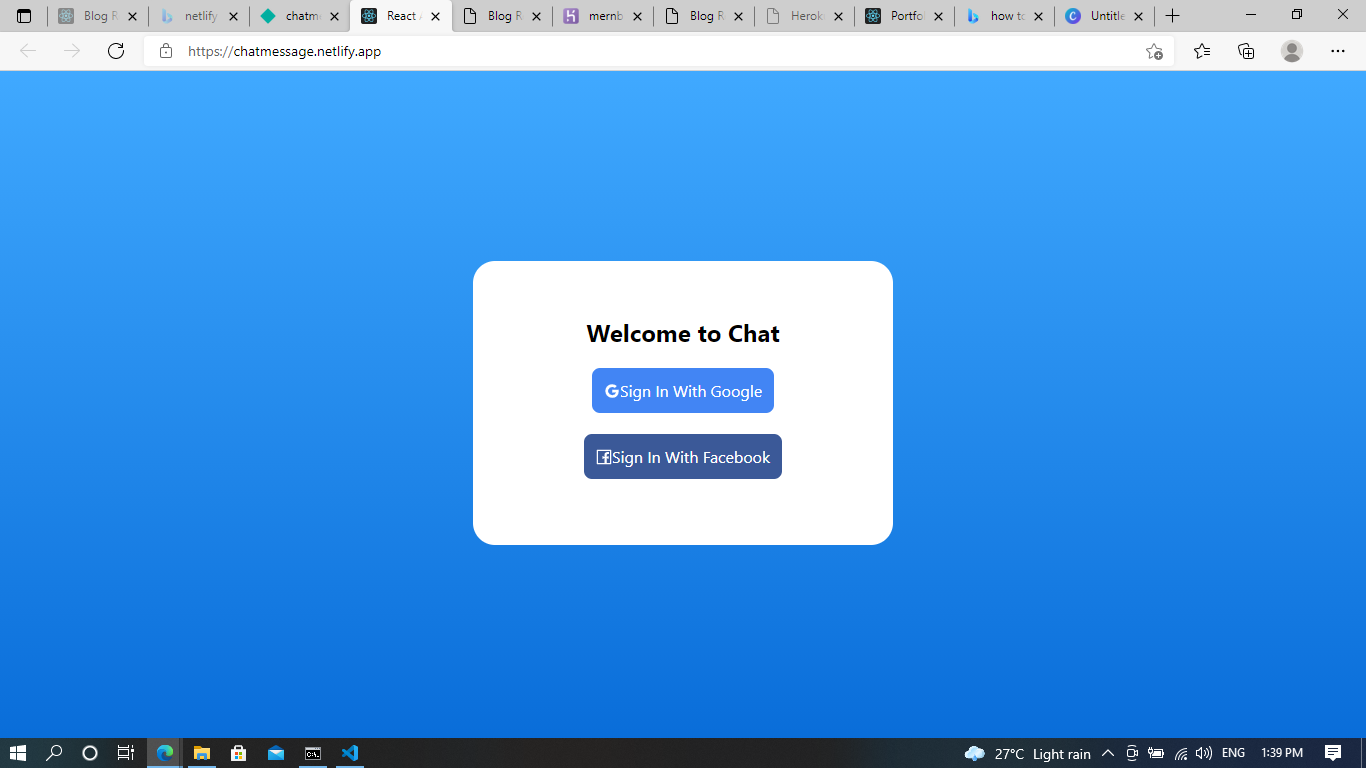 Blog R
netlify
chatm
React A
Blog R
mernb
Blog R
Herok
Portfo
how to
Untitle
https://chatmessage.netlify.app
Welcome to Chat
Sign In With Google
Sign In With Facebook
27°C Light rain
ENG
1:39 PM